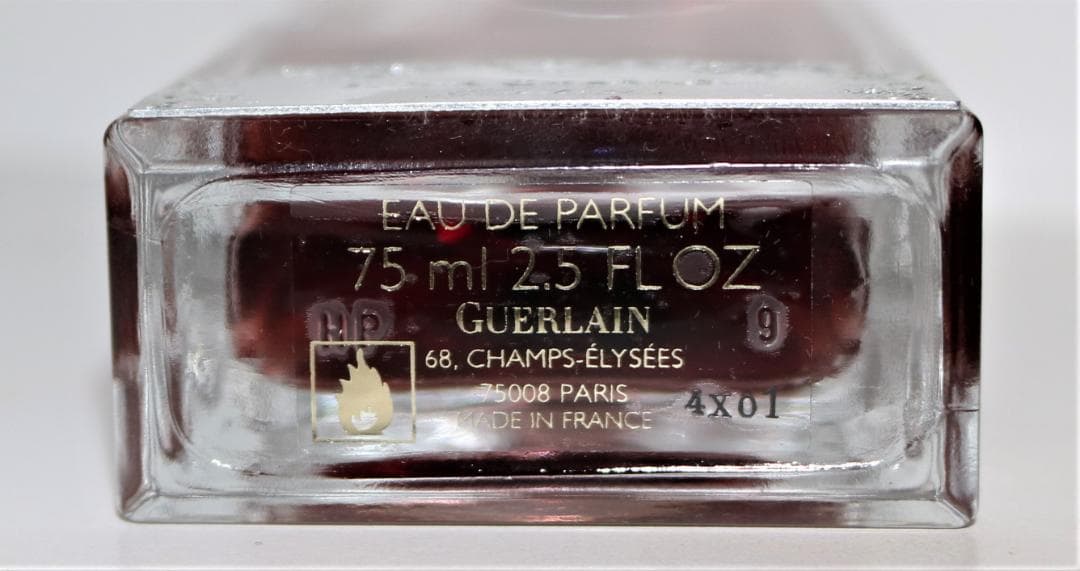 EAU DE PARFUM
75 ml 2.5 FL OZ
HP GUERLAIN 9
68, CHAMPS-ÉLYSÉES
75008 PARIS 4X01
MADE IN FRANCE